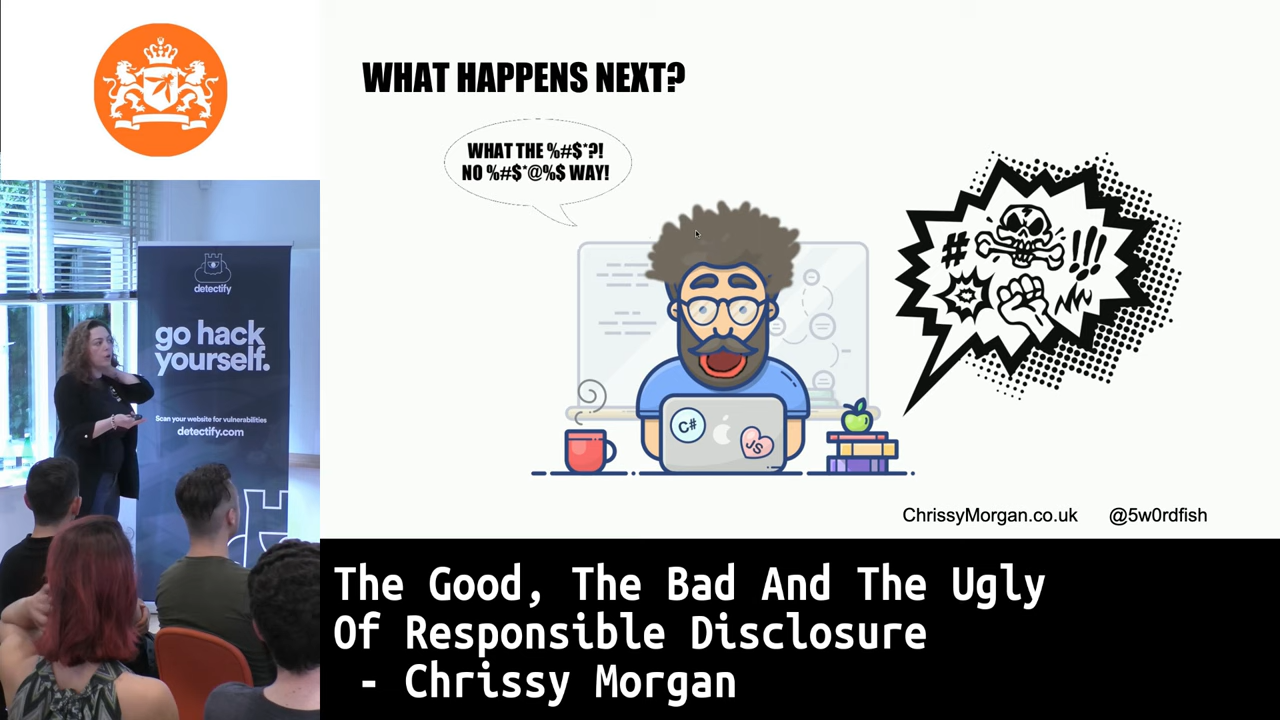 WHAT HAPPENS NEXT?
WHAT THE %#$*?!
NO %#$*@%$ WAY!
#
!!!
C#
JS
ChrissyMorgan.co.uk @5w0rdfish
detectify
go hack
yourself.
Scan your website for vulnerabilities
detectify.com
The Good, The Bad And The Ugly
Of Responsible Disclosure
- Chrissy Morgan